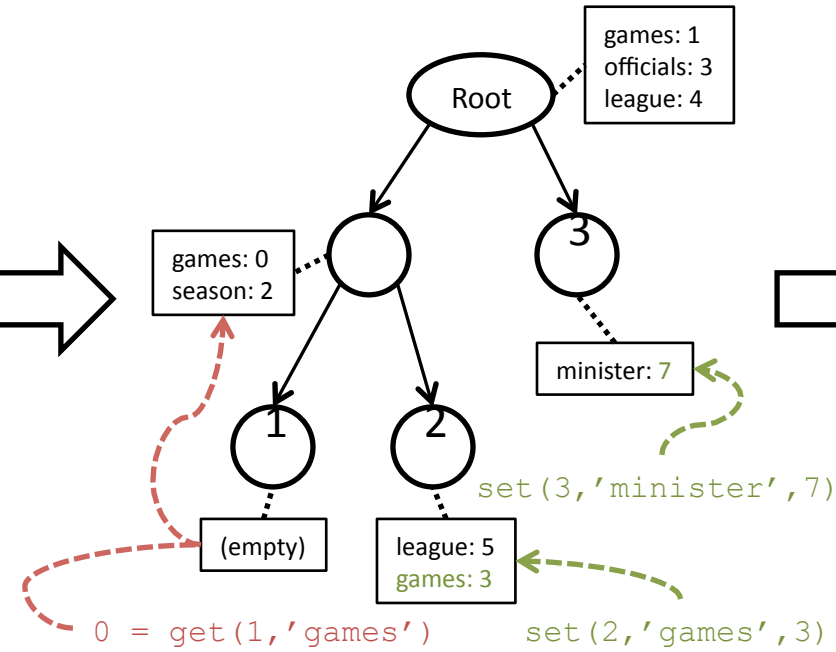 games: 1
officials: 3
league: 4
Root
3
games: 0
season: 2
minister: 7
1
2
set(3,’minister’,7)
(empty)
league: 5
games: 3
0 = get(1,’games’)
set(2,’games’,3)